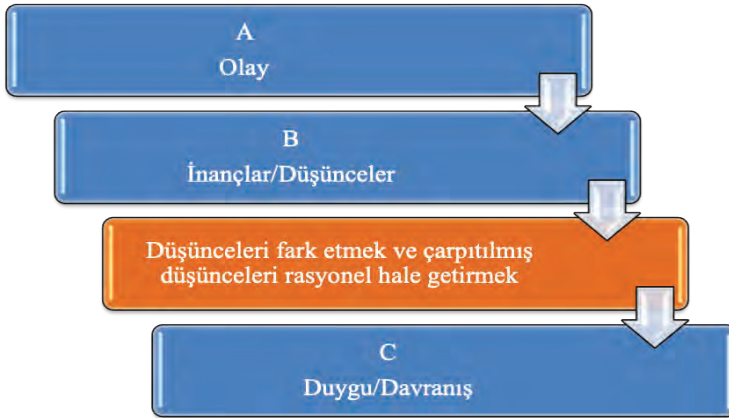 A
Olay
B
İnançlar/Düşünceler
Düşünceleri fark etmek ve çarpıtılmış
düşünceleri rasyonel hale getirmek
C
Duygu/Davranış